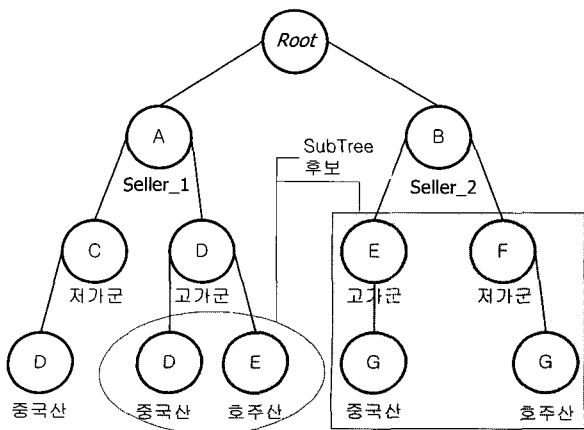 Root
A
B
SubTree
후보
Seller_1
Seller_2
C
D
E
F
저가군
고가군
고가군
저가군
D
D
E
G
G
중국산
중국산
호주산
중국산
호주산